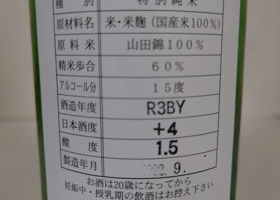 種別 特別純米
原材料名 米・米麹(国産米100%)
原料米 山田錦100%
精米歩合 60%
アルコール分 15度
酒造年度 R3BY
日本酒度 +4
酸度 1.5
製造年月 9.
お酒は20歳になってから
妊娠中・授乳期の飲酒はお控え下さい